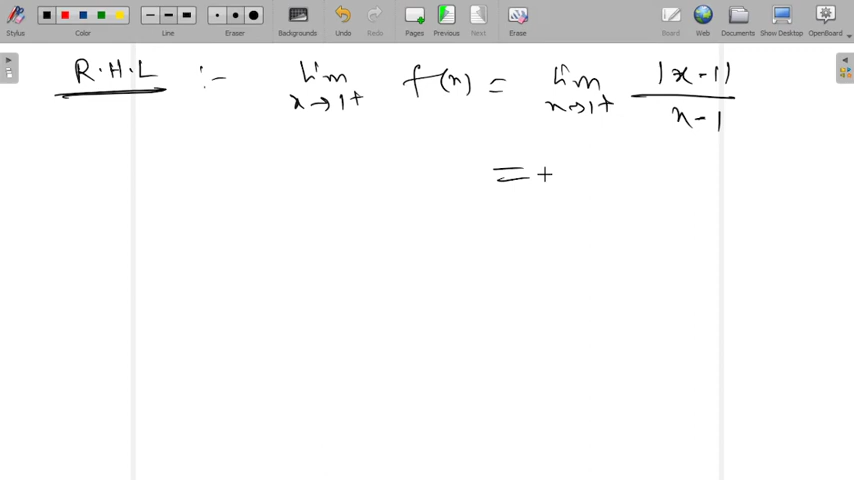 Stylus Color Line Eraser Backgrounds Undo Redo Pages Previous Next Erase Board Web Documents Show Desktop OpenBoard
R.H.L :- lim f(x) = lim |x-1|
x→1+ x→1+ x-1
= +